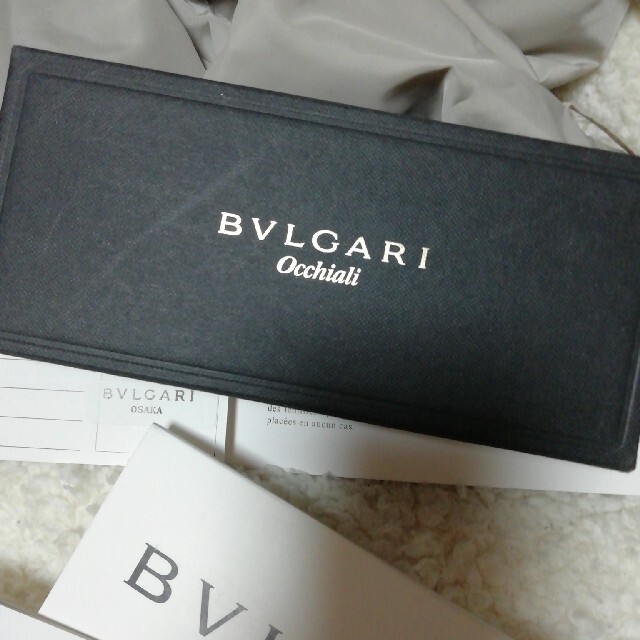 BVLGARI
Occhiali
BVLGARI
OSAKA
placées en aucun cas.
BVL